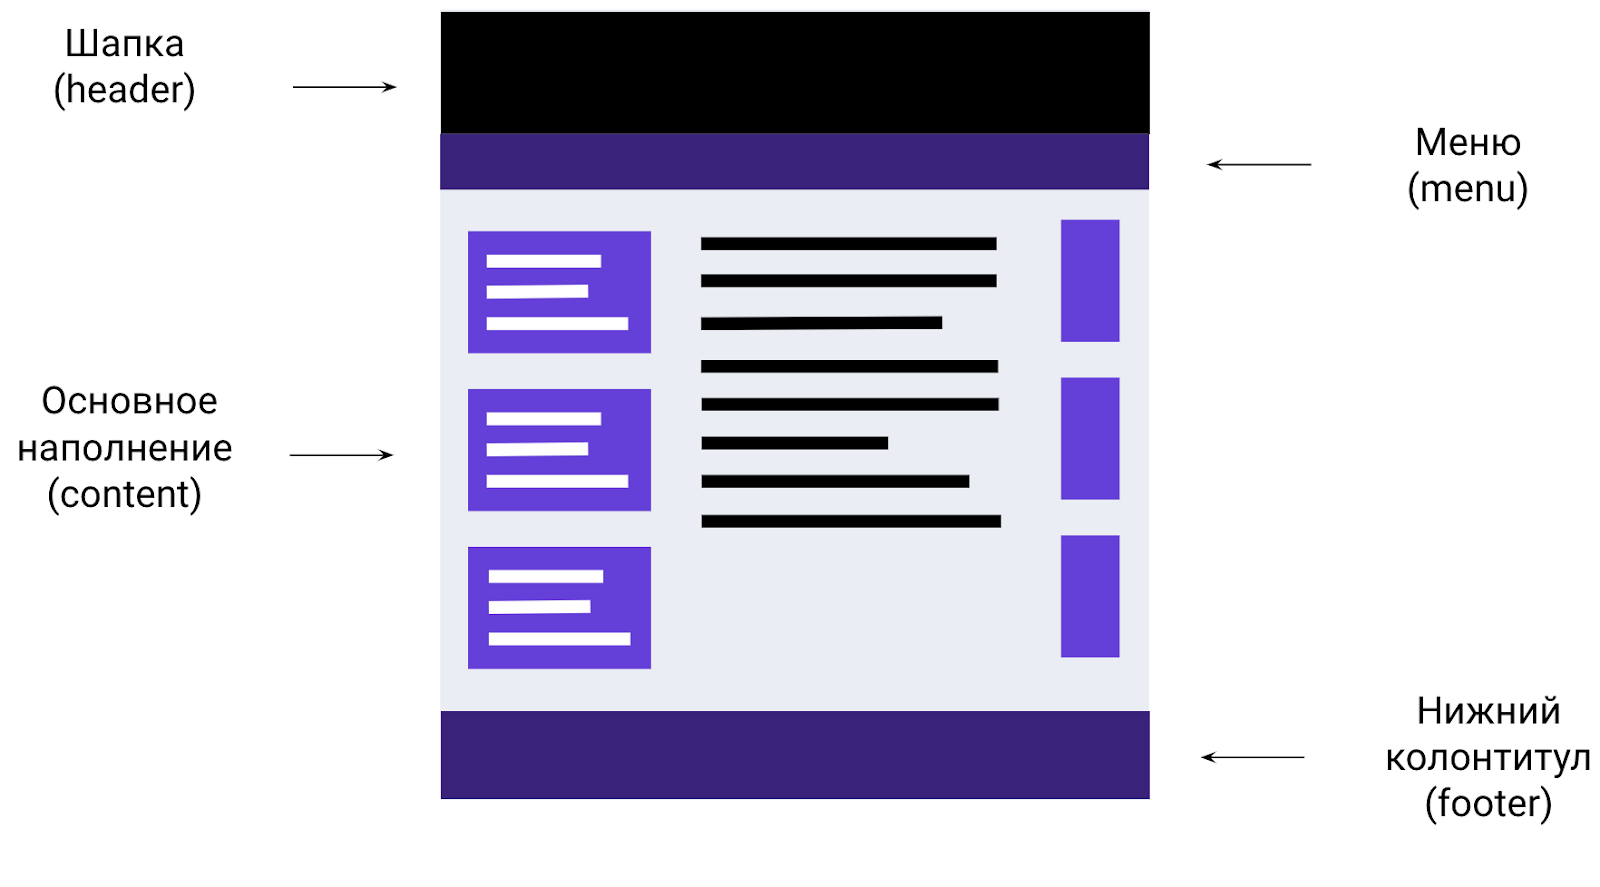 Шапка
(header)
Меню
(menu)
Основное
наполнение
(content)
Нижний
колонтитул
(footer)